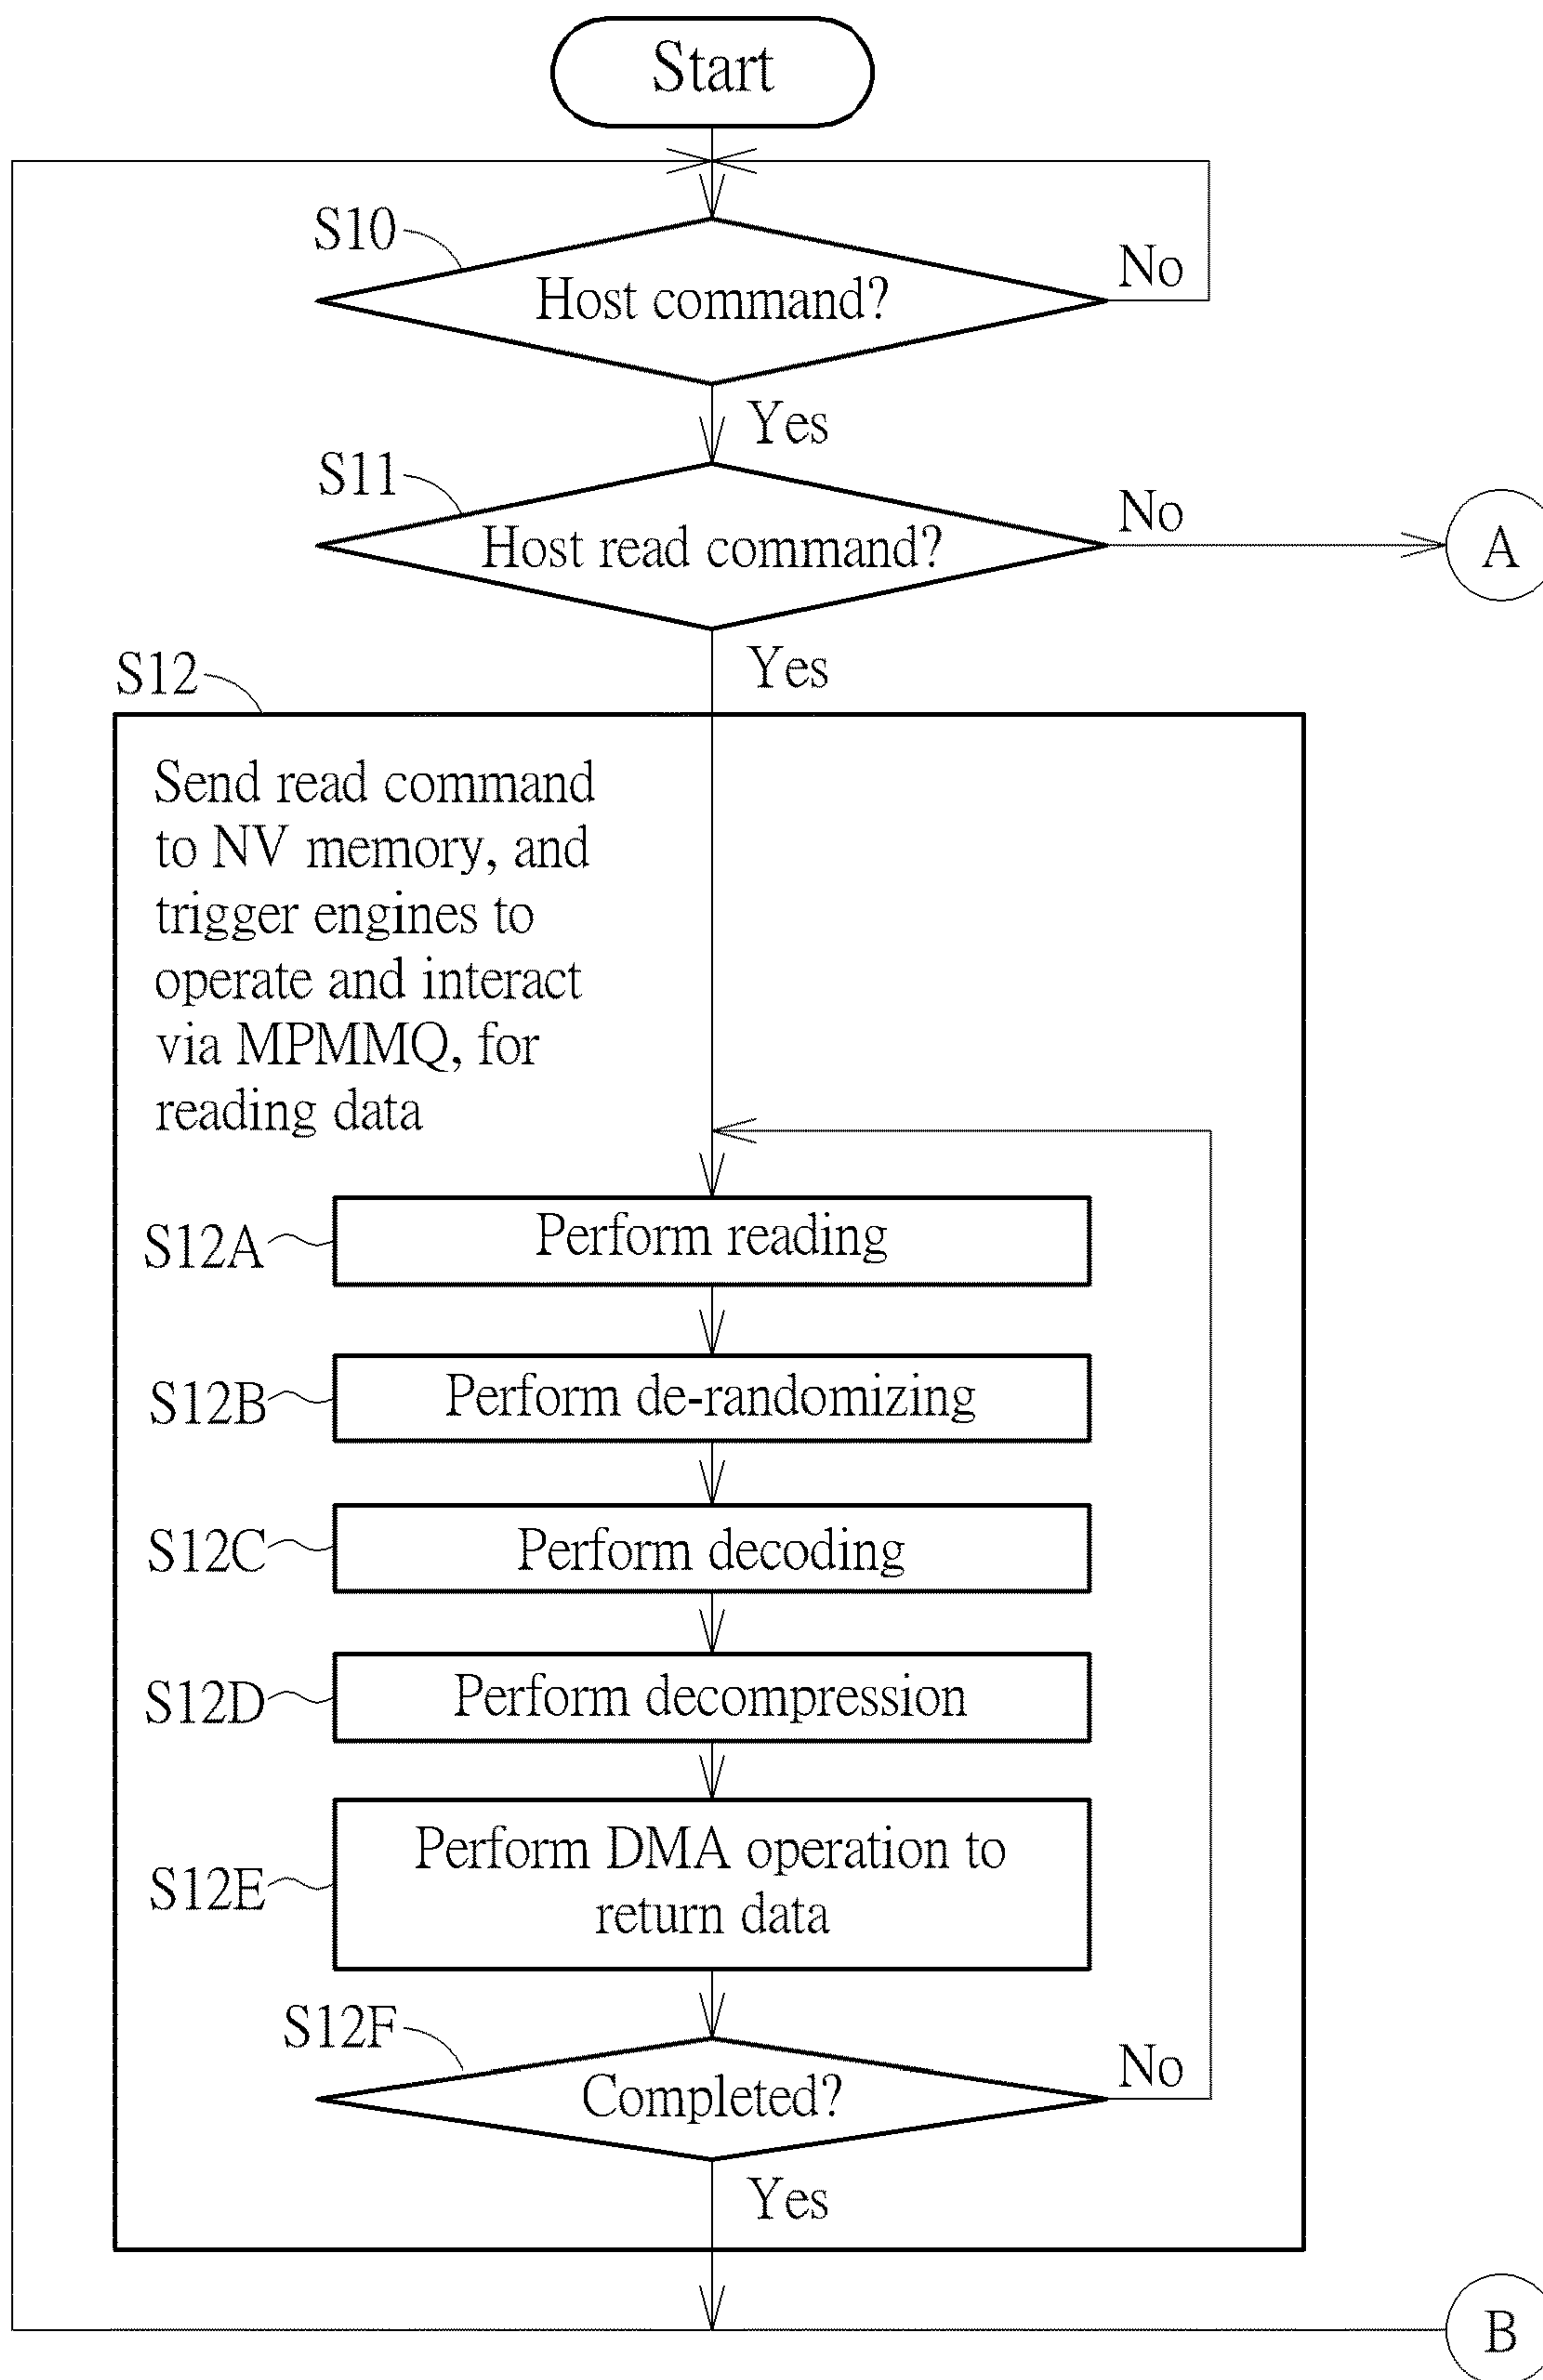 Start
S10
Host command?
No
Yes
S11
Host read command?
No
A
Yes
S12
Send read command
to NV memory, and
trigger engines to
operate and interact
via MPMMQ, for
reading data
S12A
Perform reading
S12B
Perform de-randomizing
S12C
Perform decoding
S12D
Perform decompression
S12E
Perform DMA operation to
return data
S12F
Completed?
No
Yes
B